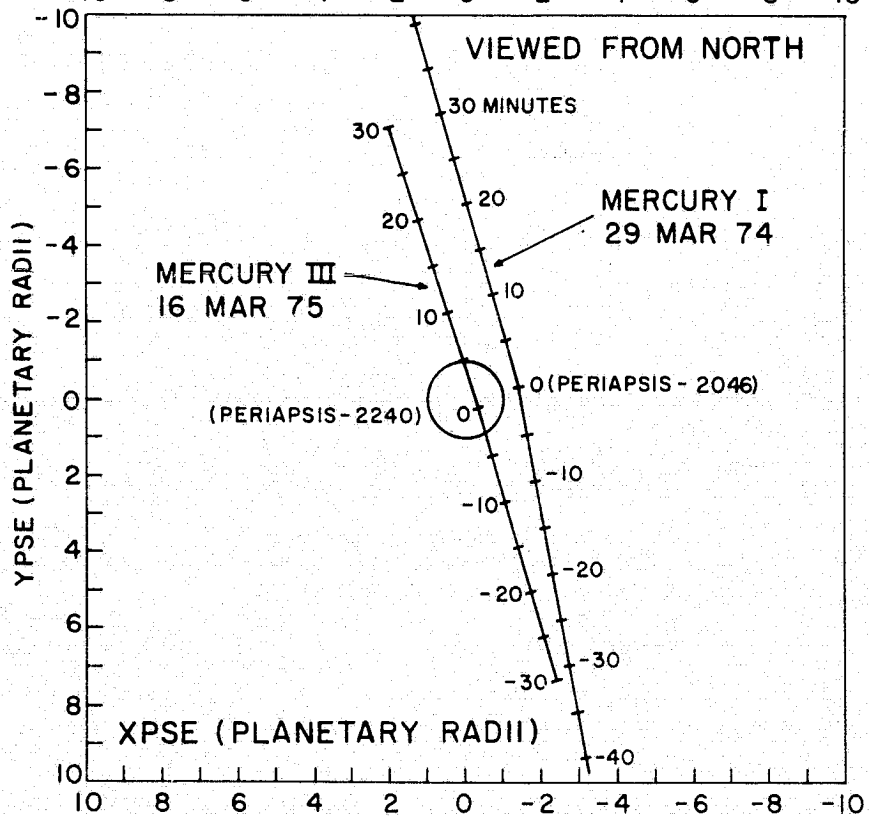 -10
VIEWED FROM NORTH
-8
30 MINUTES
30
-6
20
20
MERCURY I
29 MAR 74
-4
MERCURY III
16 MAR 75
10
-2
10
YPSE (PLANETARY RADII)
0
0 (PERIAPSIS-2046)
(PERIAPSIS-2240)
0
2
-10
-10
4
-20
-20
6
-30
-30
8
XPSE (PLANETARY RADII)
-40
10
10 8 6 4 2 0 -2 -4 -6 -8 -10